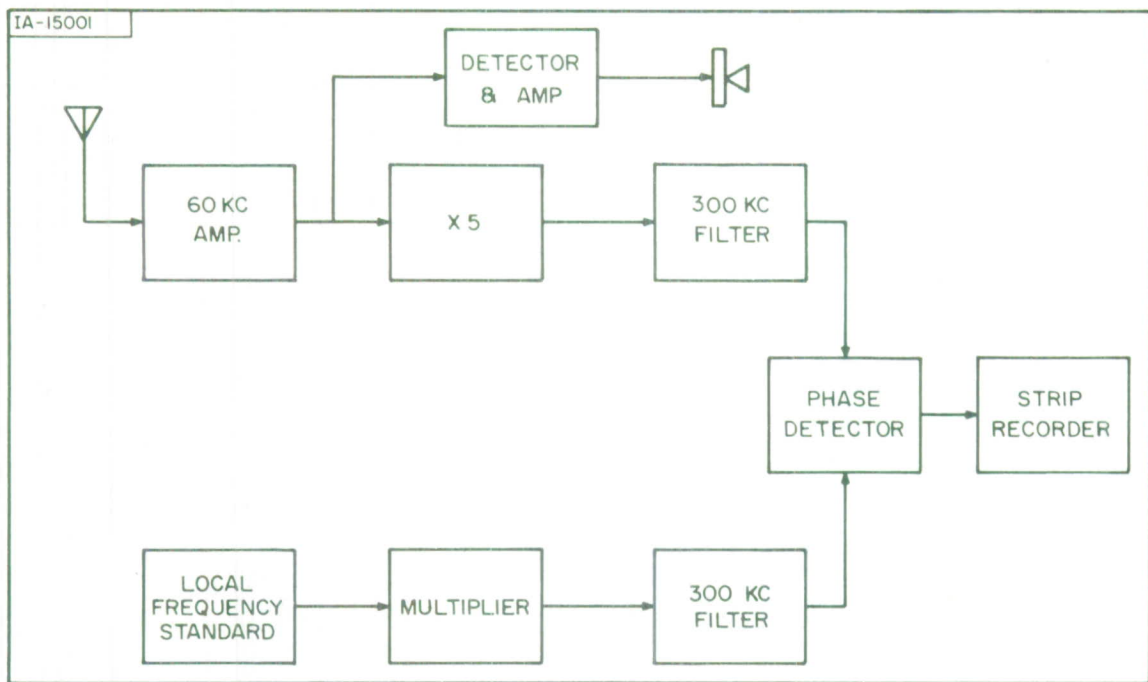 IA-15001
DETECTOR
& AMP
60 KC
AMP.
X 5
300 KC
FILTER
PHASE
DETECTOR
STRIP
RECORDER
LOCAL
FREQUENCY
STANDARD
MULTIPLIER
300 KC
FILTER